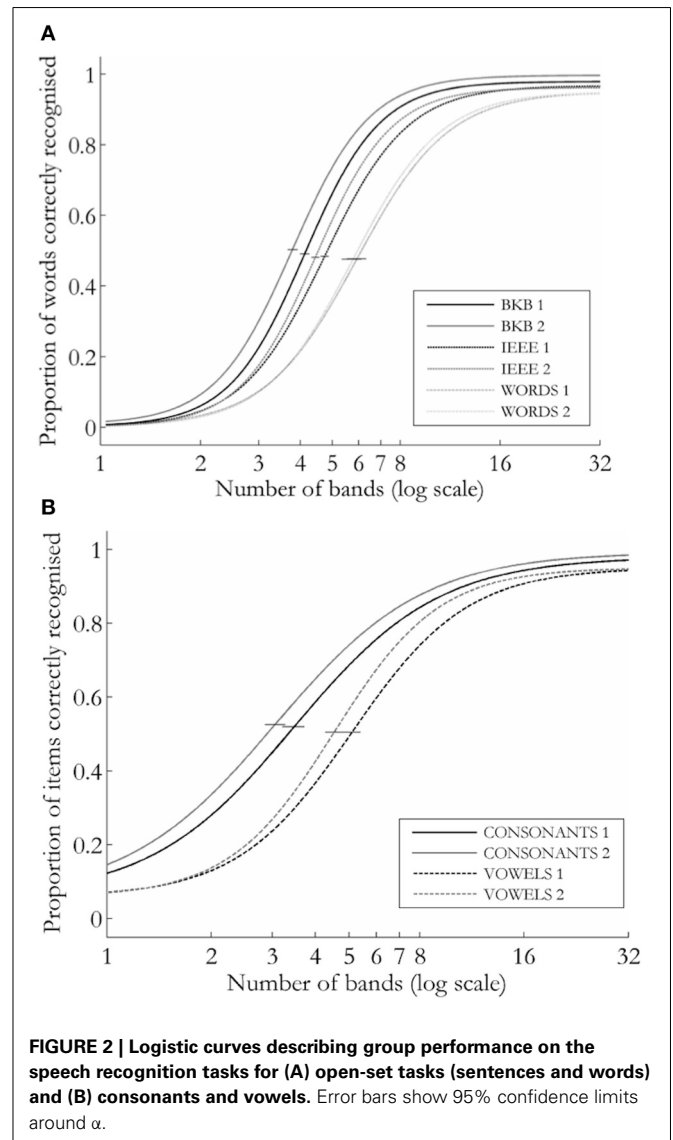 A
Proportion of words correctly recognised
1
0.8
0.6
0.4
0.2
0
BKB 1
BKB 2
IEEE 1
IEEE 2
WORDS 1
WORDS 2
1 2 3 4 5 6 7 8 16 32
Number of bands (log scale)
B
Proportion of items correctly recognised
1
0.8
0.6
0.4
0.2
0
CONSONANTS 1
CONSONANTS 2
VOWELS 1
VOWELS 2
1 2 3 4 5 6 7 8 16 32
Number of bands (log scale)
FIGURE 2 | Logistic curves describing group performance on the
speech recognition tasks for (A) open-set tasks (sentences and words)
and (B) consonants and vowels. Error bars show 95% confidence limits
around α.